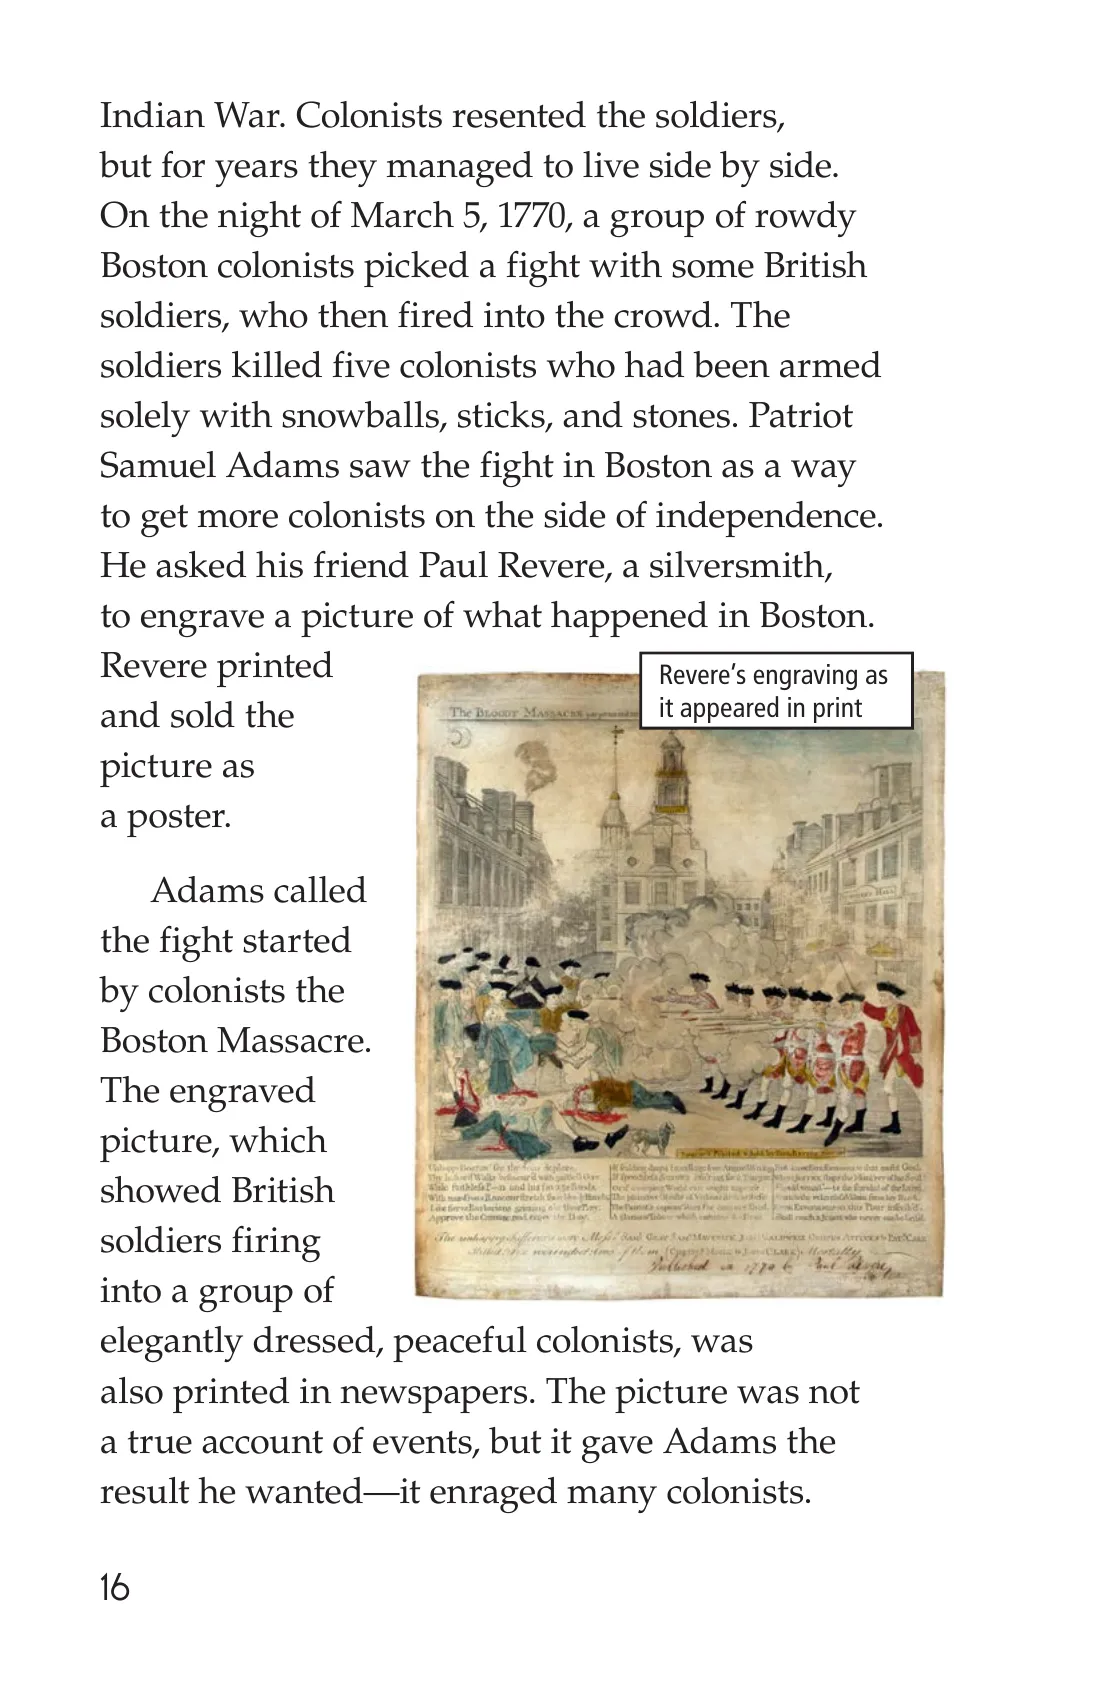 Indian War. Colonists resented the soldiers,
but for years they managed to live side by side.
On the night of March 5, 1770, a group of rowdy
Boston colonists picked a fight with some British
soldiers, who then fired into the crowd. The
soldiers killed five colonists who had been armed
solely with snowballs, sticks, and stones. Patriot
Samuel Adams saw the fight in Boston as a way
to get more colonists on the side of independence.
He asked his friend Paul Revere, a silversmith,
to engrave a picture of what happened in Boston.
Revere printed
and sold the
picture as
a poster.
Revere's engraving as
it appeared in print
The BLOODY MASSACRE
Adams called
the fight started
by colonists the
Boston Massacre.
The engraved
picture, which
showed British
soldiers firing
into a group of
elegantly dressed, peaceful colonists, was
also printed in newspapers. The picture was not
a true account of events, but it gave Adams the
result he wanted—it enraged many colonists.
16